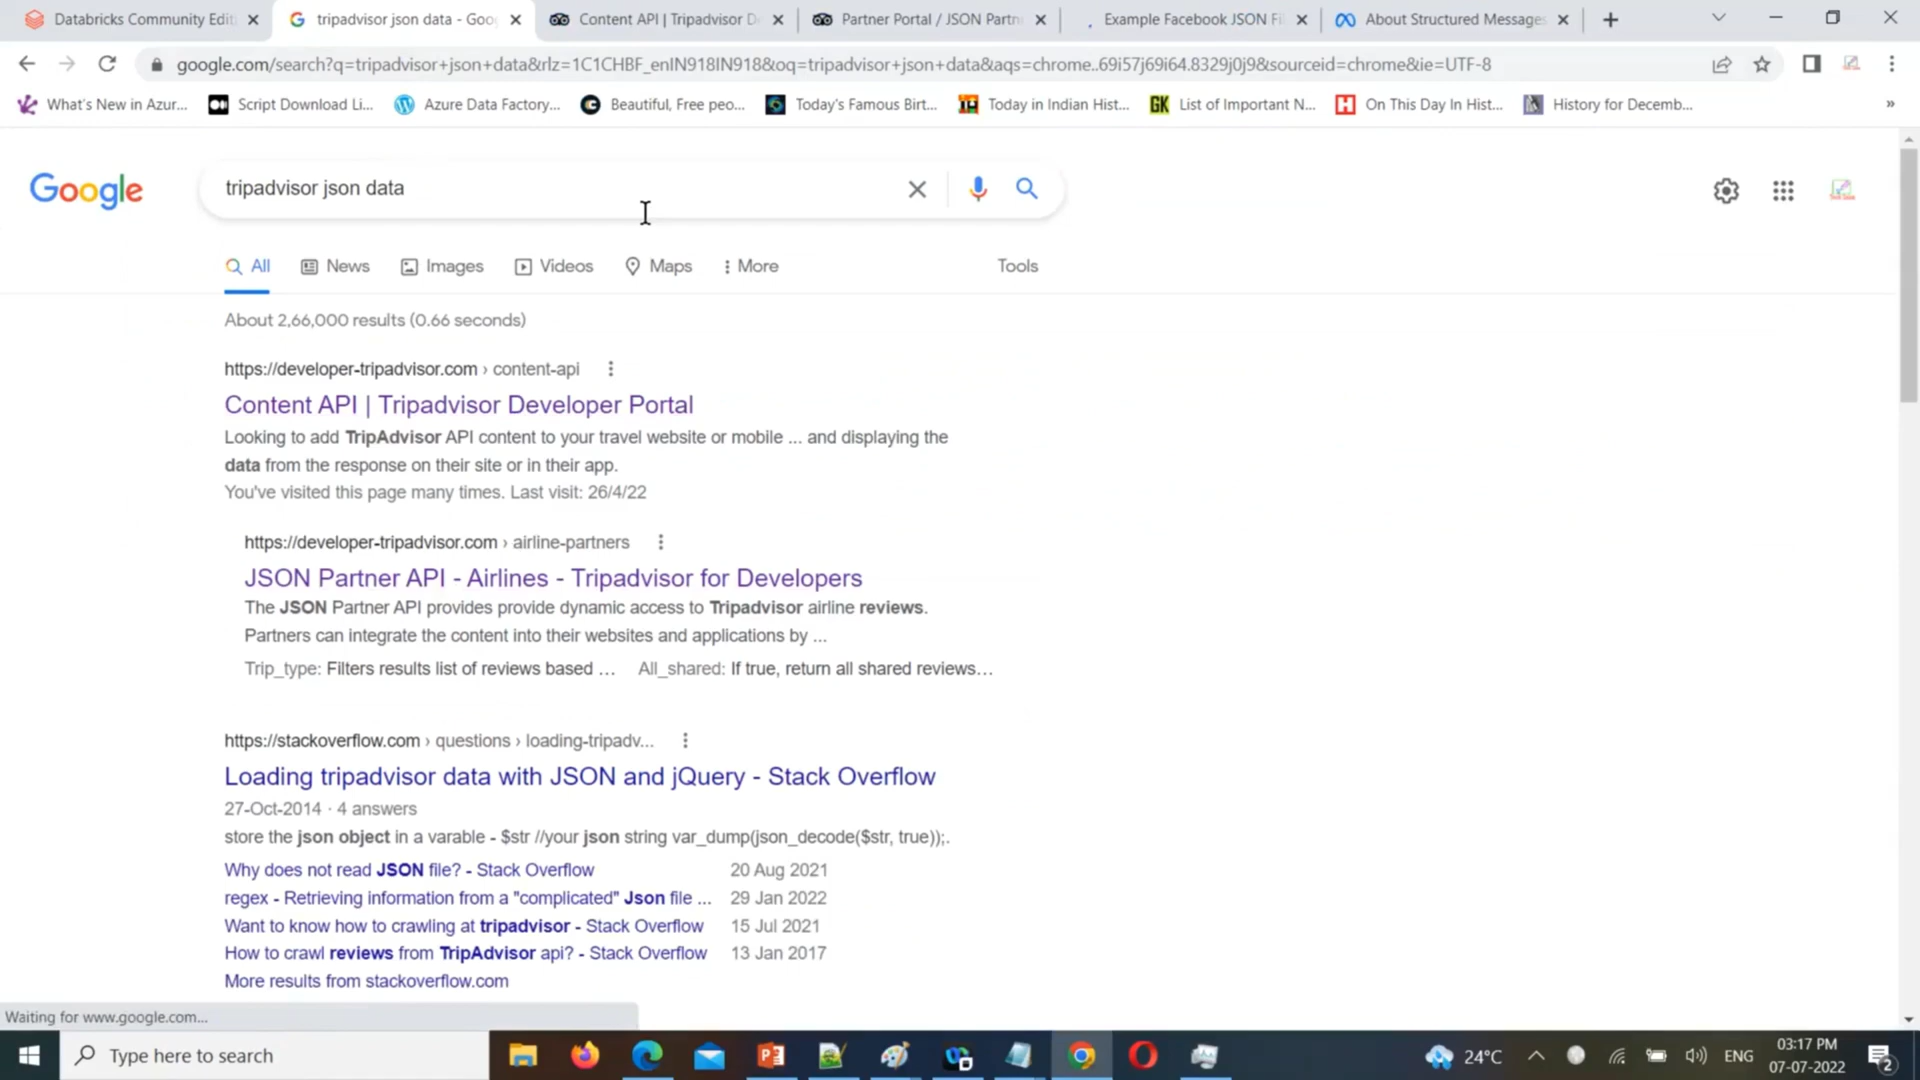 Databricks Community Edit
tripadvisor json data - Goo
Content API | Tripadvisor D
Partner Portal / JSON Partn
Example Facebook JSON Fi
About Structured Messages
google.com/search?q=tripadvisor+json+data&rlz=1C1CHBF_enIN918IN918&oq=tripadvisor+json+data&aqs=chrome..69i57j69i64.8329j0j9&sourceid=chrome&ie=UTF-8
What's New in Azur...
Script Download Li...
Azure Data Factory...
Beautiful, Free peo...
Today's Famous Birt...
Today in Indian Hist...
GK List of Important N...
H On This Day In Hist...
History for Decemb...
»
Google
tripadvisor json data
All
News
Images
Videos
Maps
More
Tools
About 2,66,000 results (0.66 seconds)
https://developer-tripadvisor.com › content-api
Content API | Tripadvisor Developer Portal
Looking to add TripAdvisor API content to your travel website or mobile ... and displaying the
data from the response on their site or in their app.
You've visited this page many times. Last visit: 26/4/22
https://developer-tripadvisor.com › airline-partners
JSON Partner API - Airlines - Tripadvisor for Developers
The JSON Partner API provides provide dynamic access to Tripadvisor airline reviews.
Partners can integrate the content into their websites and applications by ...
Trip_type: Filters results list of reviews based ... All_shared: If true, return all shared reviews...
https://stackoverflow.com › questions › loading-tripadv...
Loading tripadvisor data with JSON and jQuery - Stack Overflow
27-Oct-2014 · 4 answers
store the json object in a varable - $str //your json string var_dump(json_decode($str, true));.
Why does not read JSON file? - Stack Overflow 20 Aug 2021
regex - Retrieving information from a "complicated" Json file ... 29 Jan 2022
Want to know how to crawling at tripadvisor - Stack Overflow 15 Jul 2021
How to crawl reviews from TripAdvisor api? - Stack Overflow 13 Jan 2017
More results from stackoverflow.com
Waiting for www.google.com...
Type here to search
24°C
ENG
03:17 PM
07-07-2022
2